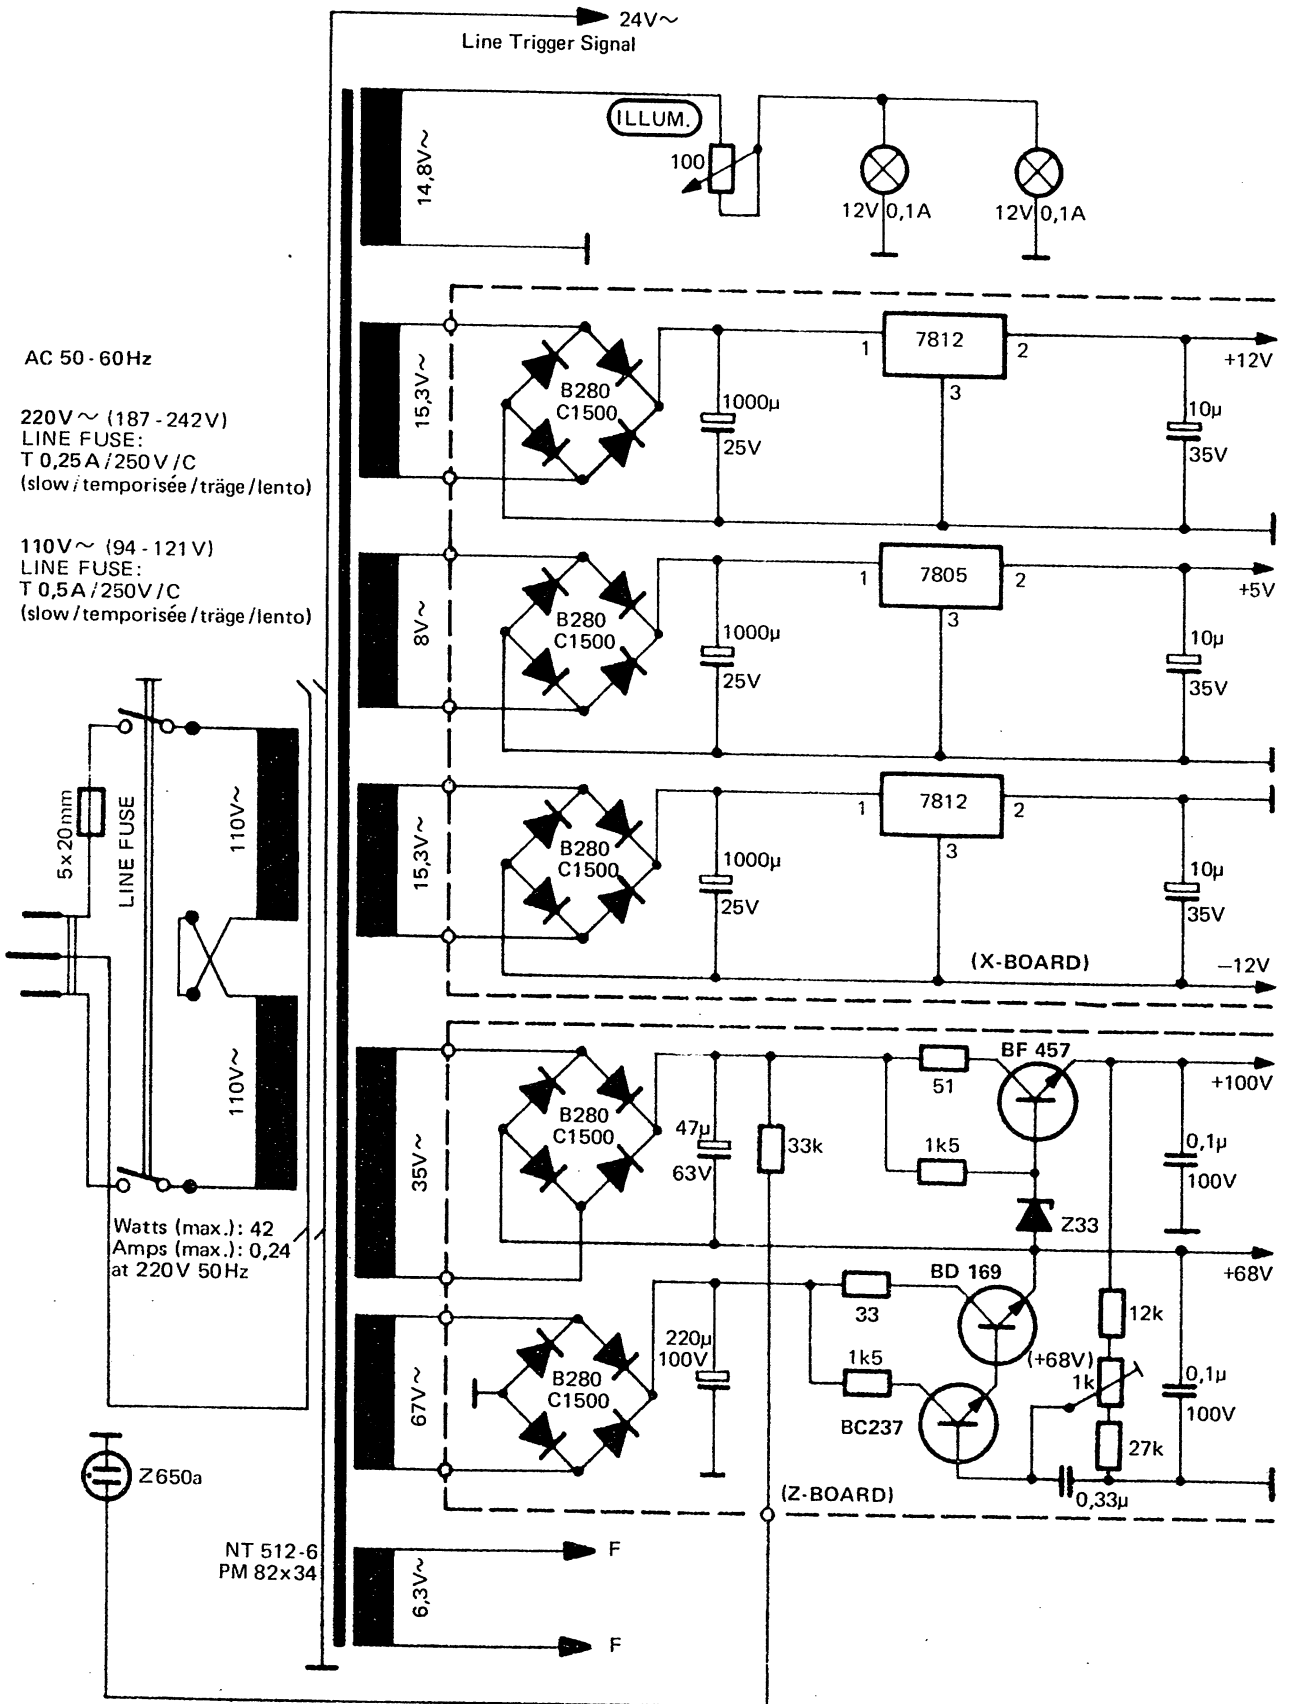 24V~
Line Trigger Signal
14,8V~
ILLUM.
100
12V 0,1A
12V 0,1A
AC 50-60Hz
220V~ (187-242V)
LINE FUSE:
T 0,25A/250V/C
(slow/temporisée/träge/lento)
110V~ (94-121V)
LINE FUSE:
T 0,5A/250V/C
(slow/temporisée/träge/lento)
15,3V~
B280
C1500
1000µ
25V
1
7812
2
3
10µ
35V
+12V
8V~
B280
C1500
1000µ
25V
1
7805
2
3
10µ
35V
+5V
15,3V~
B280
C1500
1000µ
25V
1
7812
2
3
10µ
35V
(X-BOARD)
−12V
5x20mm
LINE FUSE
110V~
110V~
Watts (max.): 42
Amps (max.): 0,24
at 220V 50Hz
35V~
B280
C1500
47µ
63V
33k
51
1k5
BF 457
Z33
0,1µ
100V
+100V
+68V
67V~
B280
C1500
220µ
100V
33
1k5
BD 169
BC237
(+68V)
1k
12k
27k
0,33µ
0,1µ
100V
(Z-BOARD)
Z650a
NT 512-6
PM 82x34
6,3V~
F
F